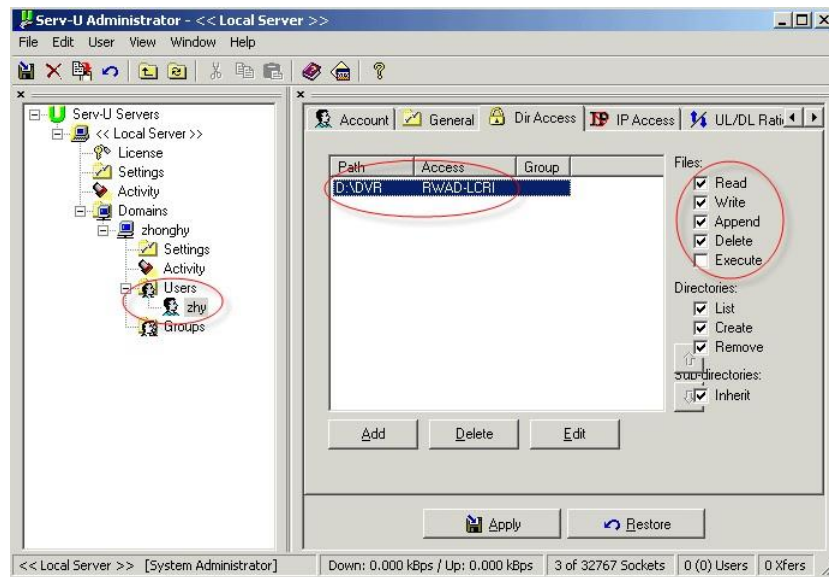 Serv-U Administrator - << Local Server >>
File Edit User View Window Help
Serv-U Servers
<< Local Server >>
License
Settings
Activity
Domains
zhonghy
Settings
Activity
Users
zhy
Groups
Account General Dir Access IP Access UL/DL Rati
Path Access Group
D:\DVR RWAD-LCRI
Files:
Read
Write
Append
Delete
Execute
Directories:
List
Create
Remove
Sub-directories:
Inherit
Add Delete Edit
Apply Restore
<< Local Server >> [System Administrator] Down: 0.000 kBps / Up: 0.000 kBps 3 of 32767 Sockets 0 (0) Users 0 Xfers